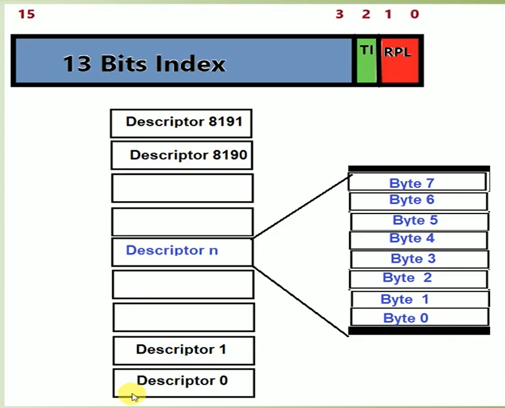 15 3 2 1 0
13 Bits Index TI RPL
Descriptor 8191
Descriptor 8190
Descriptor n
Descriptor 1
Descriptor 0
Byte 7
Byte 6
Byte 5
Byte 4
Byte 3
Byte 2
Byte 1
Byte 0